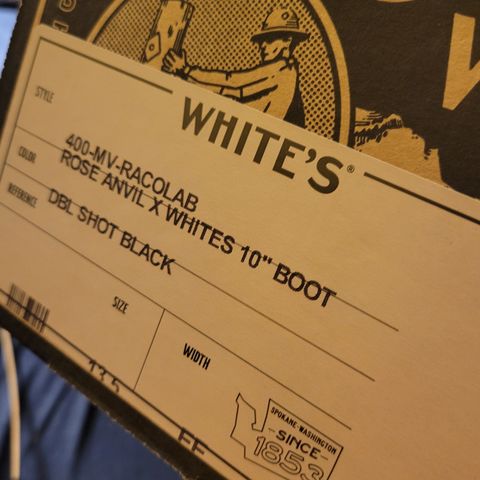 WHITE'S®
STYLE
400-MV-RACOLAB
COLOR
ROSE ANVIL X WHITES 10" BOOT
REFERENCE
DBL SHOT BLACK
SIZE
WIDTH
SPOKANE-WASHINGTON
-SINCE-
1853